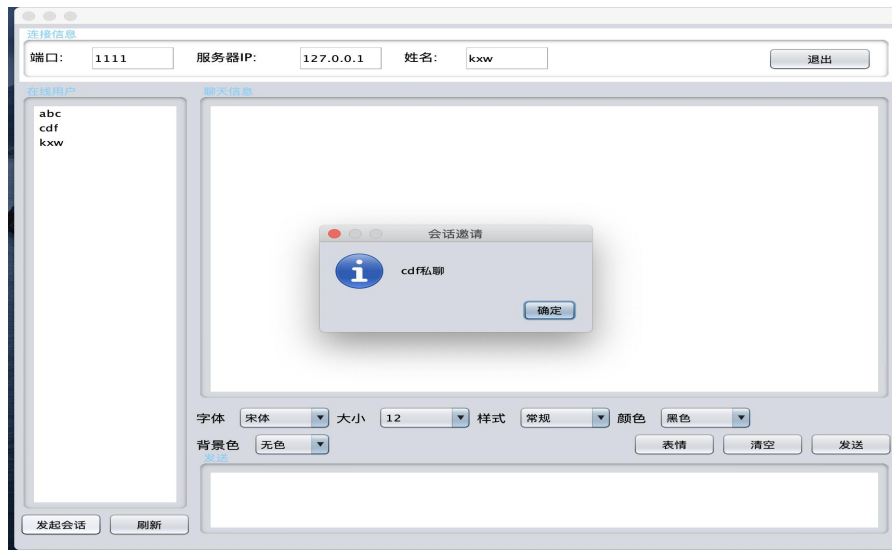 连接信息
端口: 1111 服务器IP: 127.0.0.1 姓名: kxw 退出
在线用户 聊天信息
abc
cdf
kxw
会话邀请
cdf私聊
确定
字体 宋体 大小 12 样式 常规 颜色 黑色
背景色 无色 表情 清空 发送
发送
发起会话 刷新